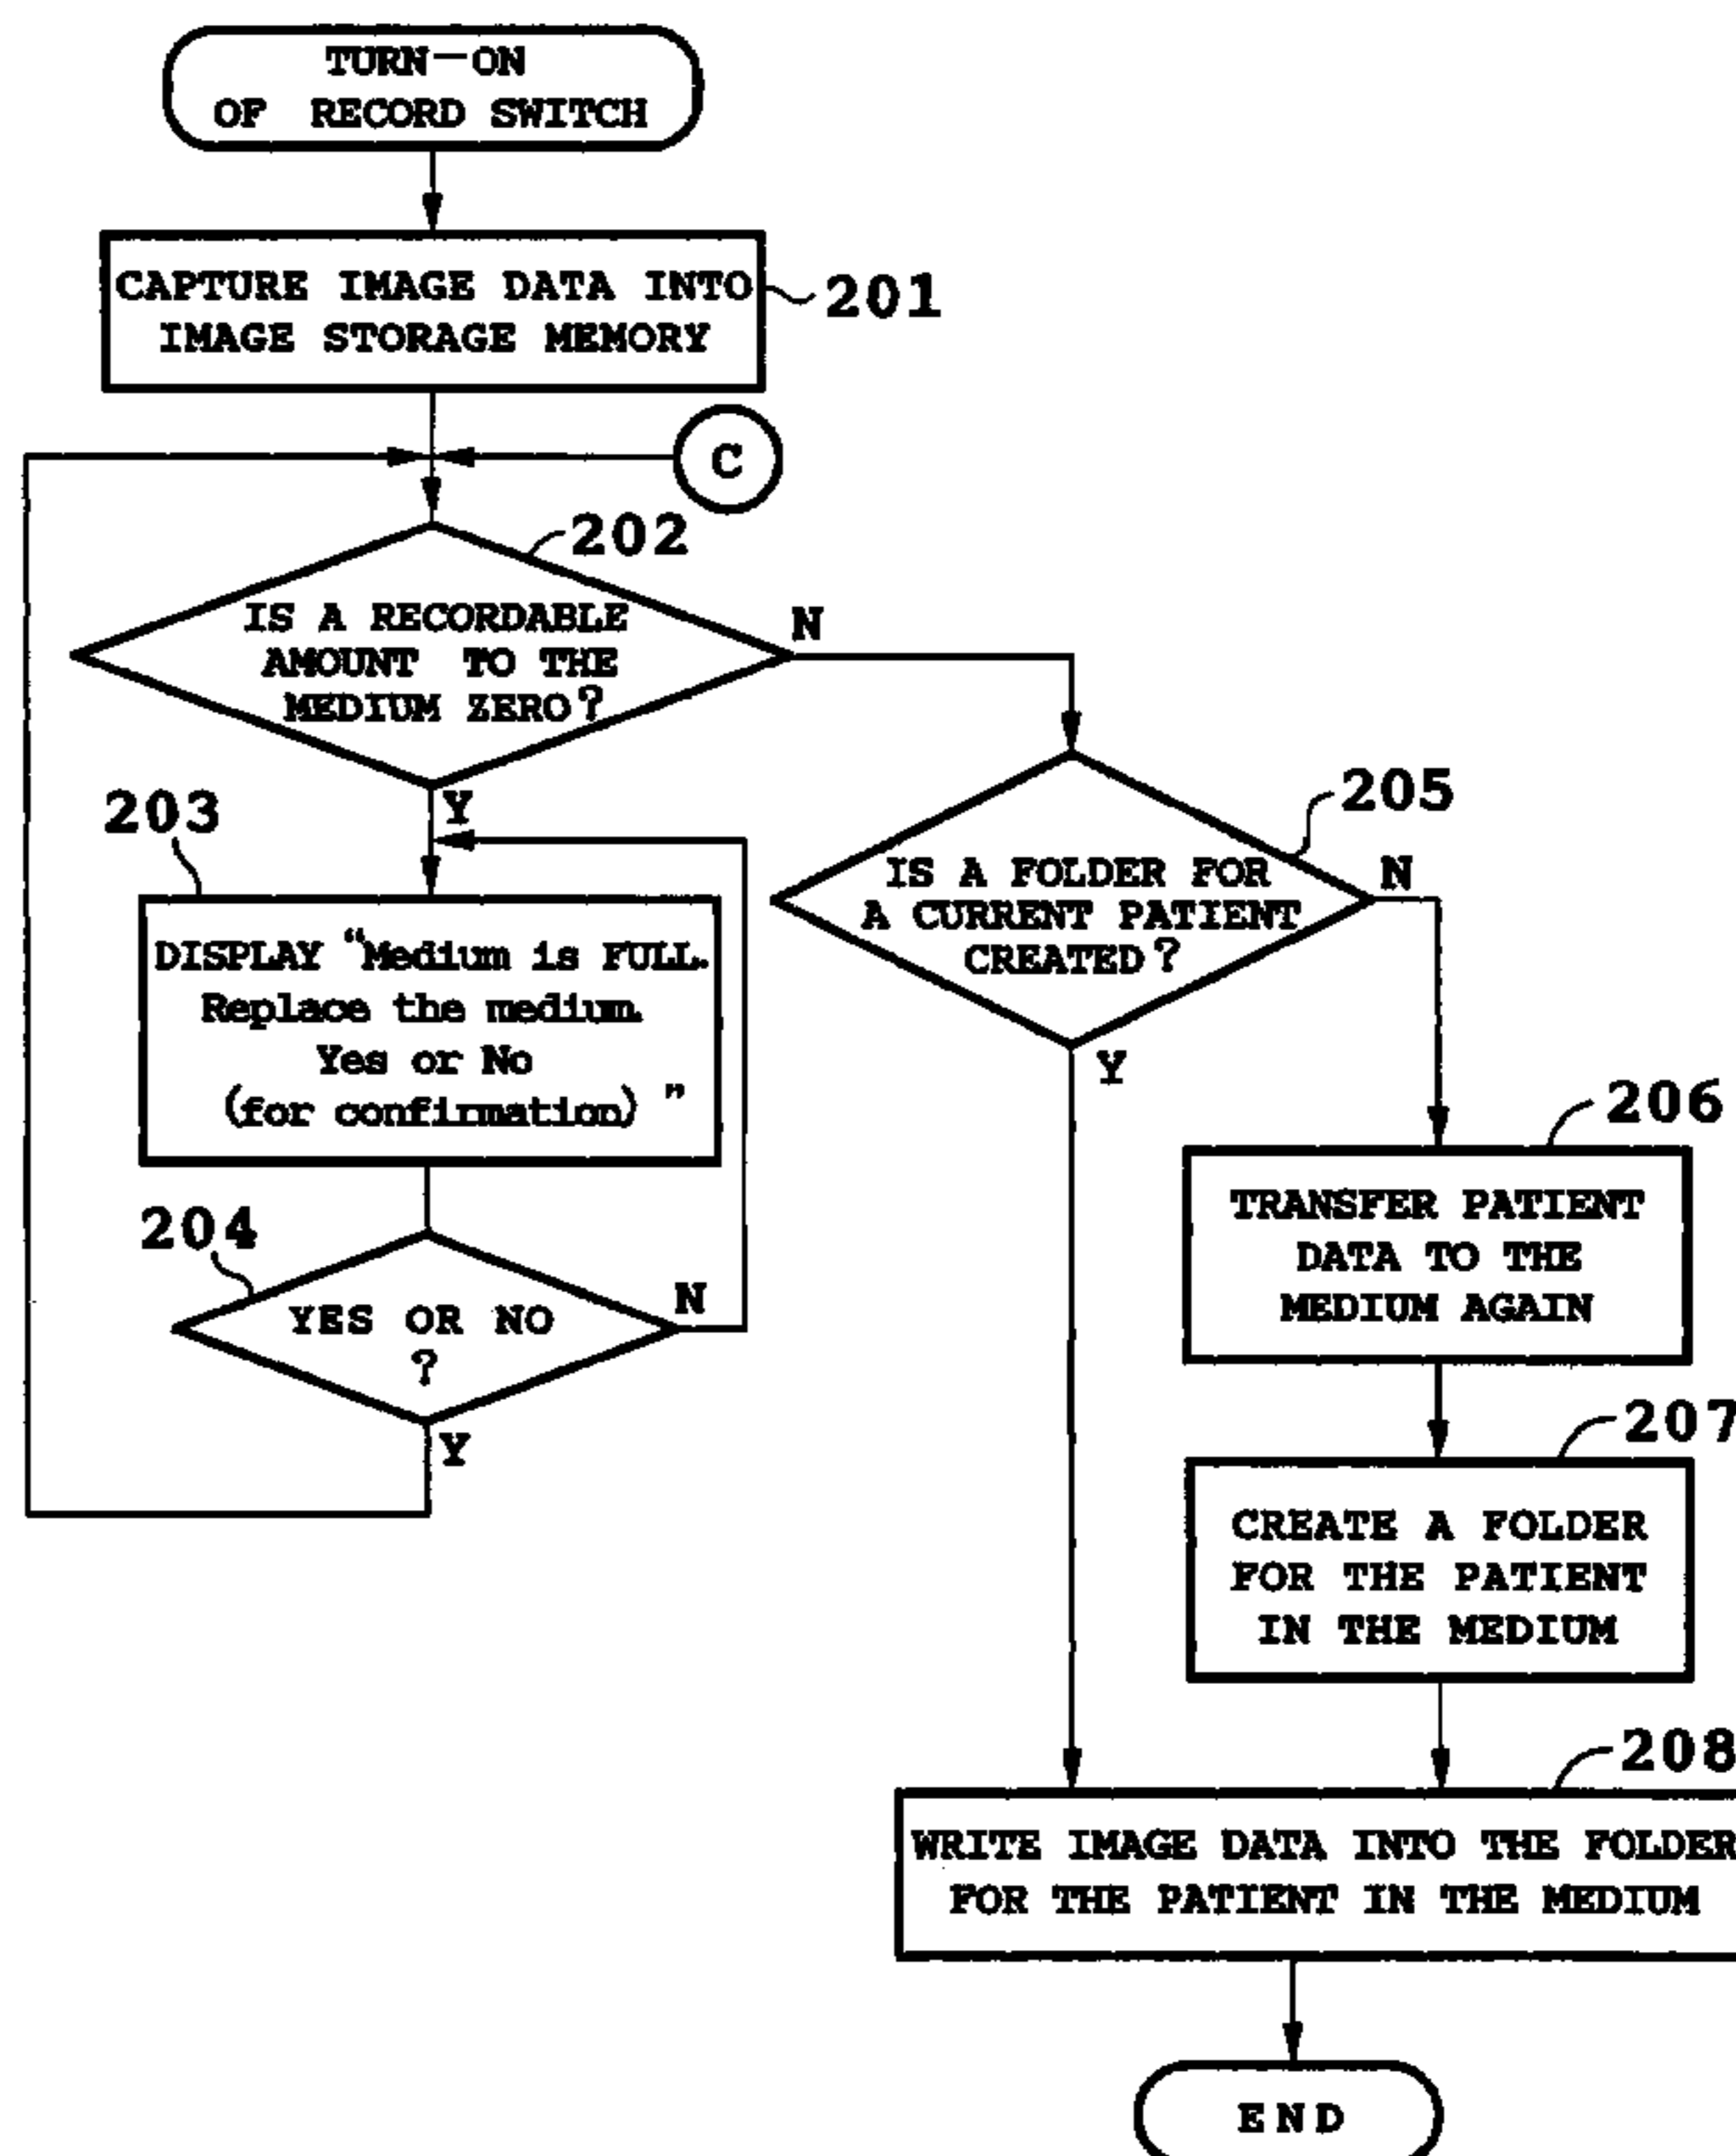 TURN-ON
OF RECORD SWITCH
CAPTURE IMAGE DATA INTO
IMAGE STORAGE MEMORY
201
C
202
IS A RECORDABLE
AMOUNT TO THE
MEDIUM ZERO?
N
Y
203
DISPLAY “Medium is FULL.
Replace the medium.
Yes or No
(for confirmation) ”
204
YES OR NO
?
N
Y
205
IS A FOLDER FOR
A CURRENT PATIENT
CREATED?
N
Y
206
TRANSFER PATIENT
DATA TO THE
MEDIUM AGAIN
207
CREATE A FOLDER
FOR THE PATIENT
IN THE MEDIUM
208
WRITE IMAGE DATA INTO THE FOLDER
FOR THE PATIENT IN THE MEDIUM
END